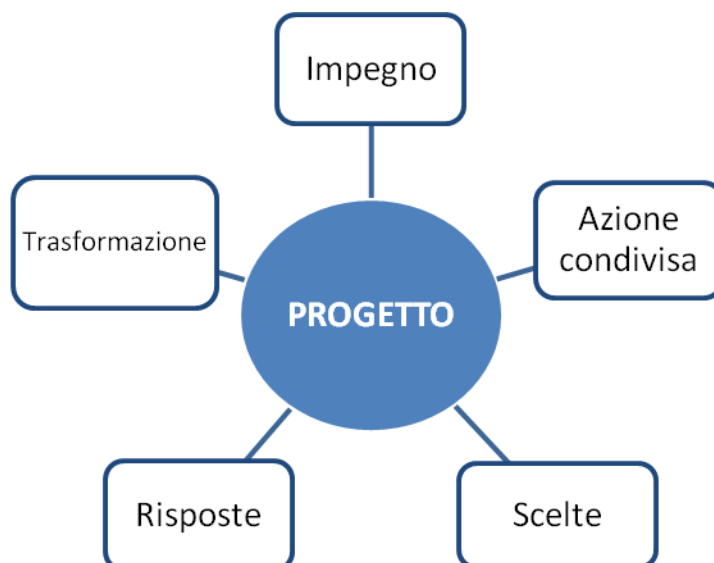 Impegno
Azione
condivisa
Trasformazione
PROGETTO
Risposte
Scelte